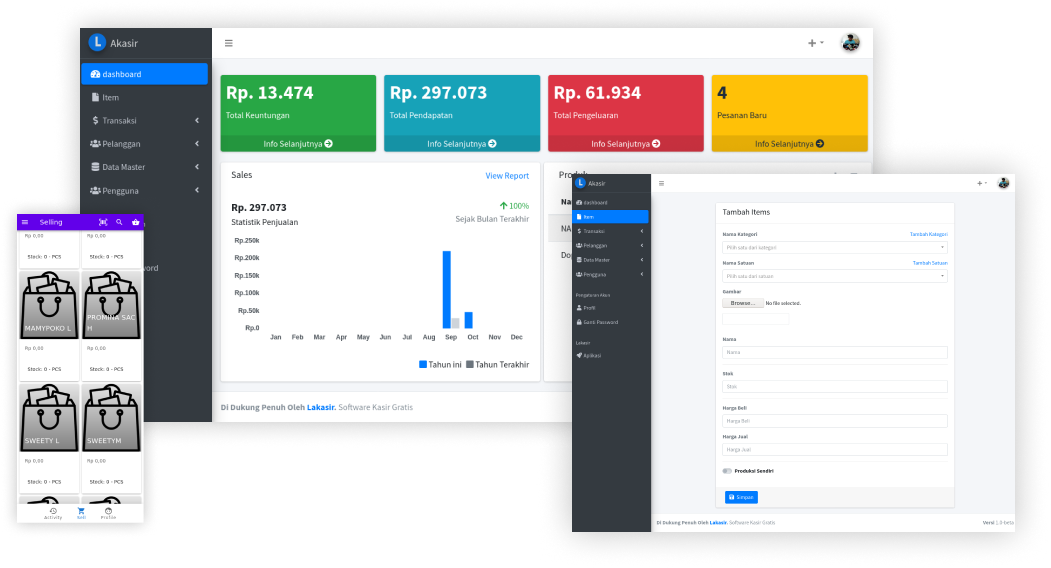 L Akasir
dashboard
Item
Transaksi
Pelanggan
Data Master
Pengguna
Rp. 13.474
Total Keuntungan
Info Selanjutnya
Rp. 297.073
Total Pendapatan
Info Selanjutnya
Rp. 61.934
Total Pengeluaran
Info Selanjutnya
4
Pesanan Baru
Info Selanjutnya
Sales
View Report
Rp. 297.073
100%
Statistik Penjualan
Sejak Bulan Terakhir
Rp.250k
Rp.200k
Rp.150k
Rp.100k
Rp.50k
Rp.0
Jan Feb Mar Apr May Jun Jul Aug Sep Oct Nov Dec
Tahun ini Tahun Terakhir
Di Dukung Penuh Oleh Lakasir. Software Kasir Gratis
Selling
Rp 0,00 Rp 0,00
Stock: 0 - PCS Stock: 0 - PCS
MAMYPOKO L
PROMINA SAC
H
Rp 0,00 Rp 0,00
Stock: 0 - PCS Stock: 0 - PCS
SWEETY L SWEETYM
Rp 0,00 Rp 0,00
Stock: 0 - PCS Stock: 0 - PCS
Activity Sell Profile
L Akasir
dashboard
Item
Transaksi
Pelanggan
Data Master
Pengguna
Pengaturan Akun
Profil
Ganti Password
Lakasir
Aplikasi
Tambah Items
Nama Kategori Tambah Kategori
Pilih satu dari kategori
Nama Satuan Tambah Satuan
Pilih satu dari satuan
Gambar
Browse... No file selected.
Nama
Nama
Stok
Stok
Harga Beli
Harga Beli
Harga Jual
Harga Jual
Produksi Sendiri
Simpan
Di Dukung Penuh Oleh Lakasir. Software Kasir Gratis
Versi 1.0-beta